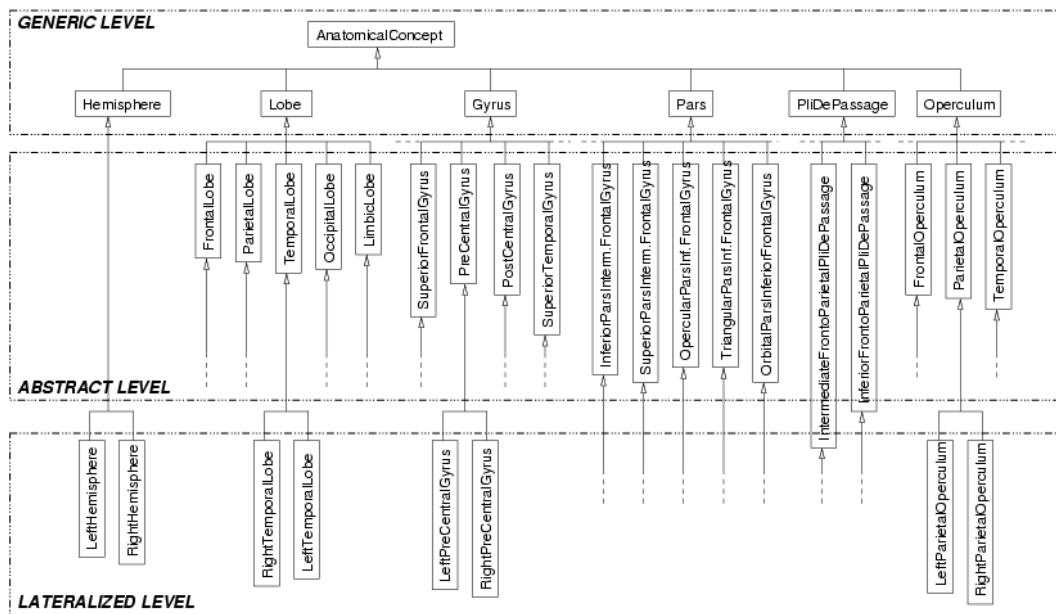 GENERIC LEVEL
AnatomicalConcept
Hemisphere
Lobe
Gyrus
Pars
PliDePassage
Operculum
FrontalLobe
ParietalLobe
TemporalLobe
OccipitalLobe
LimbicLobe
SuperiorFrontalGyrus
PreCentralGyrus
PostCentralGyrus
SuperiorTemporalGyrus
InferiorParsInterm.FrontalGyrus
SuperiorParsInterm.FrontalGyrus
OpercularParsInf.FrontalGyrus
TriangularParsInf.FrontalGyrus
OrbitalParsInferiorFrontalGyrus
IntermediateFrontoParietalPliDePassage
InferiorFrontoParietalPliDePassage
FrontalOperculum
ParietalOperculum
TemporalOperculum
ABSTRACT LEVEL
LeftHemisphere
RightHemisphere
RightTemporalLobe
LeftTemporalLobe
LeftPreCentralGyrus
RightPreCentralGyrus
LeftParietalOperculum
RightParietalOperculum
LATERALIZED LEVEL